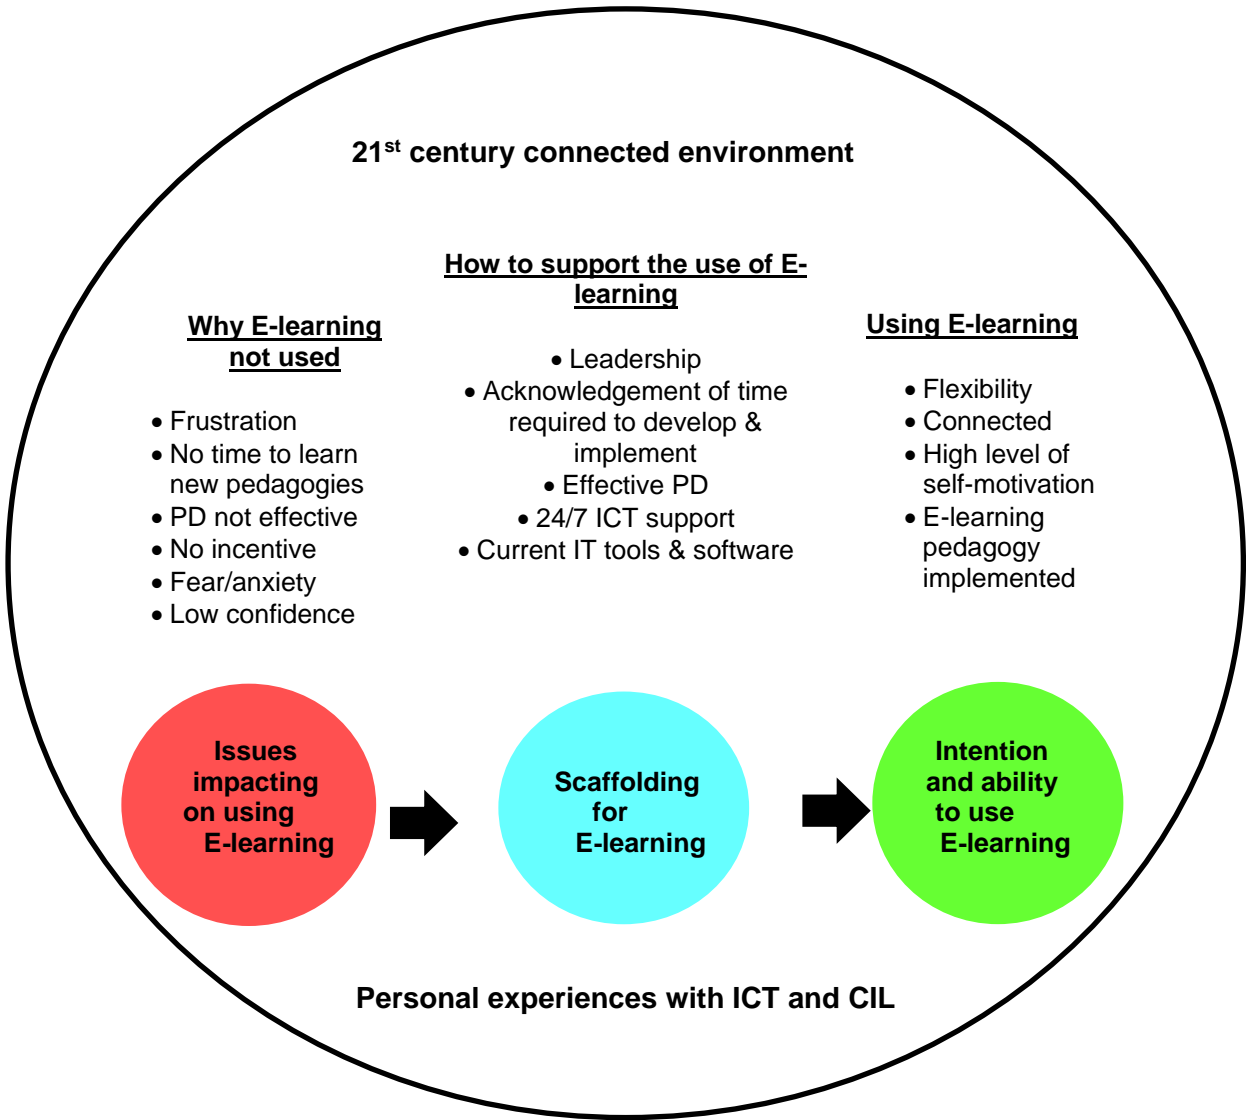 21st century connected environment
Why E-learning
not used
• Frustration
• No time to learn
new pedagogies
• PD not effective
• No incentive
• Fear/anxiety
• Low confidence
How to support the use of E-
learning
• Leadership
• Acknowledgement of time
required to develop &
implement
• Effective PD
• 24/7 ICT support
• Current IT tools & software
Using E-learning
• Flexibility
• Connected
• High level of
self-motivation
• E-learning
pedagogy
implemented
Issues
impacting
on using
E-learning
Scaffolding
for
E-learning
Intention
and ability
to use
E-learning
Personal experiences with ICT and CIL